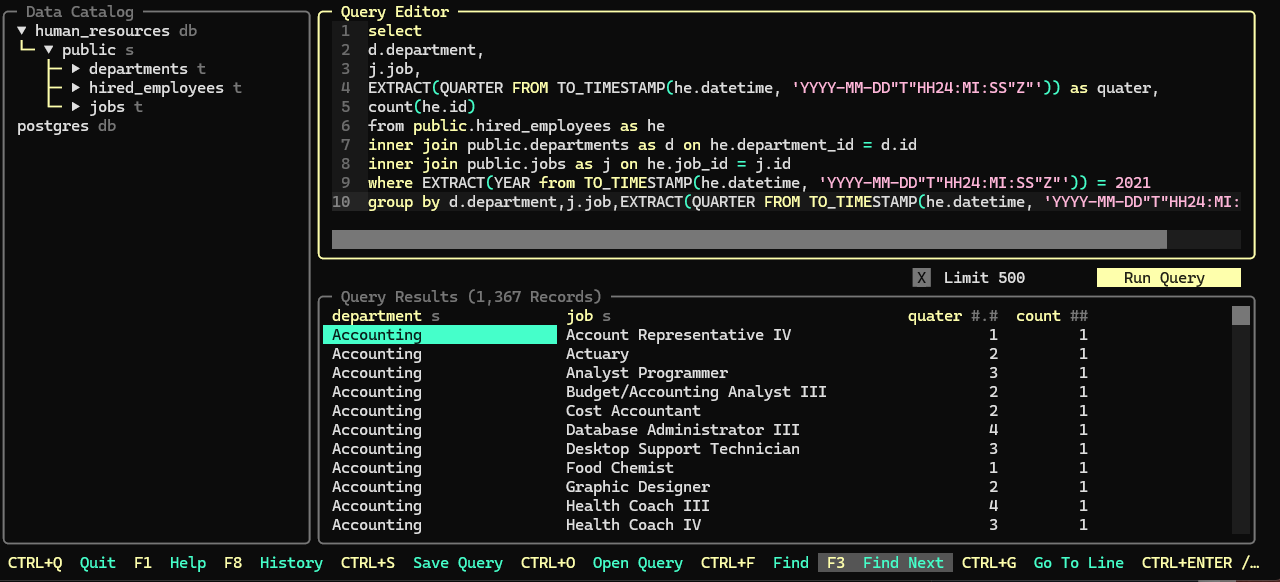 Data Catalog
▼ human_resources db
▼ public s
▶ departments t
▶ hired_employees t
▶ jobs t
postgres db
Query Editor
1 select
2 d.department,
3 j.job,
4 EXTRACT(QUARTER FROM TO_TIMESTAMP(he.datetime, 'YYYY-MM-DD"T"HH24:MI:SS"Z"')) as quater,
5 count(he.id)
6 from public.hired_employees as he
7 inner join public.departments as d on he.department_id = d.id
8 inner join public.jobs as j on he.job_id = j.id
9 where EXTRACT(YEAR from TO_TIMESTAMP(he.datetime, 'YYYY-MM-DD"T"HH24:MI:SS"Z"')) = 2021
10 group by d.department,j.job,EXTRACT(QUARTER FROM TO_TIMESTAMP(he.datetime, 'YYYY-MM-DD"T"HH24:MI:
X Limit 500 Run Query
Query Results (1,367 Records)
department s job s quater #.# count ##
Accounting Account Representative IV 1 1
Accounting Actuary 2 1
Accounting Analyst Programmer 3 1
Accounting Budget/Accounting Analyst III 2 1
Accounting Cost Accountant 2 1
Accounting Database Administrator III 4 1
Accounting Desktop Support Technician 3 1
Accounting Food Chemist 1 1
Accounting Graphic Designer 2 1
Accounting Health Coach III 4 1
Accounting Health Coach IV 3 1
CTRL+Q Quit F1 Help F8 History CTRL+S Save Query CTRL+O Open Query CTRL+F Find F3 Find Next CTRL+G Go To Line CTRL+ENTER /…